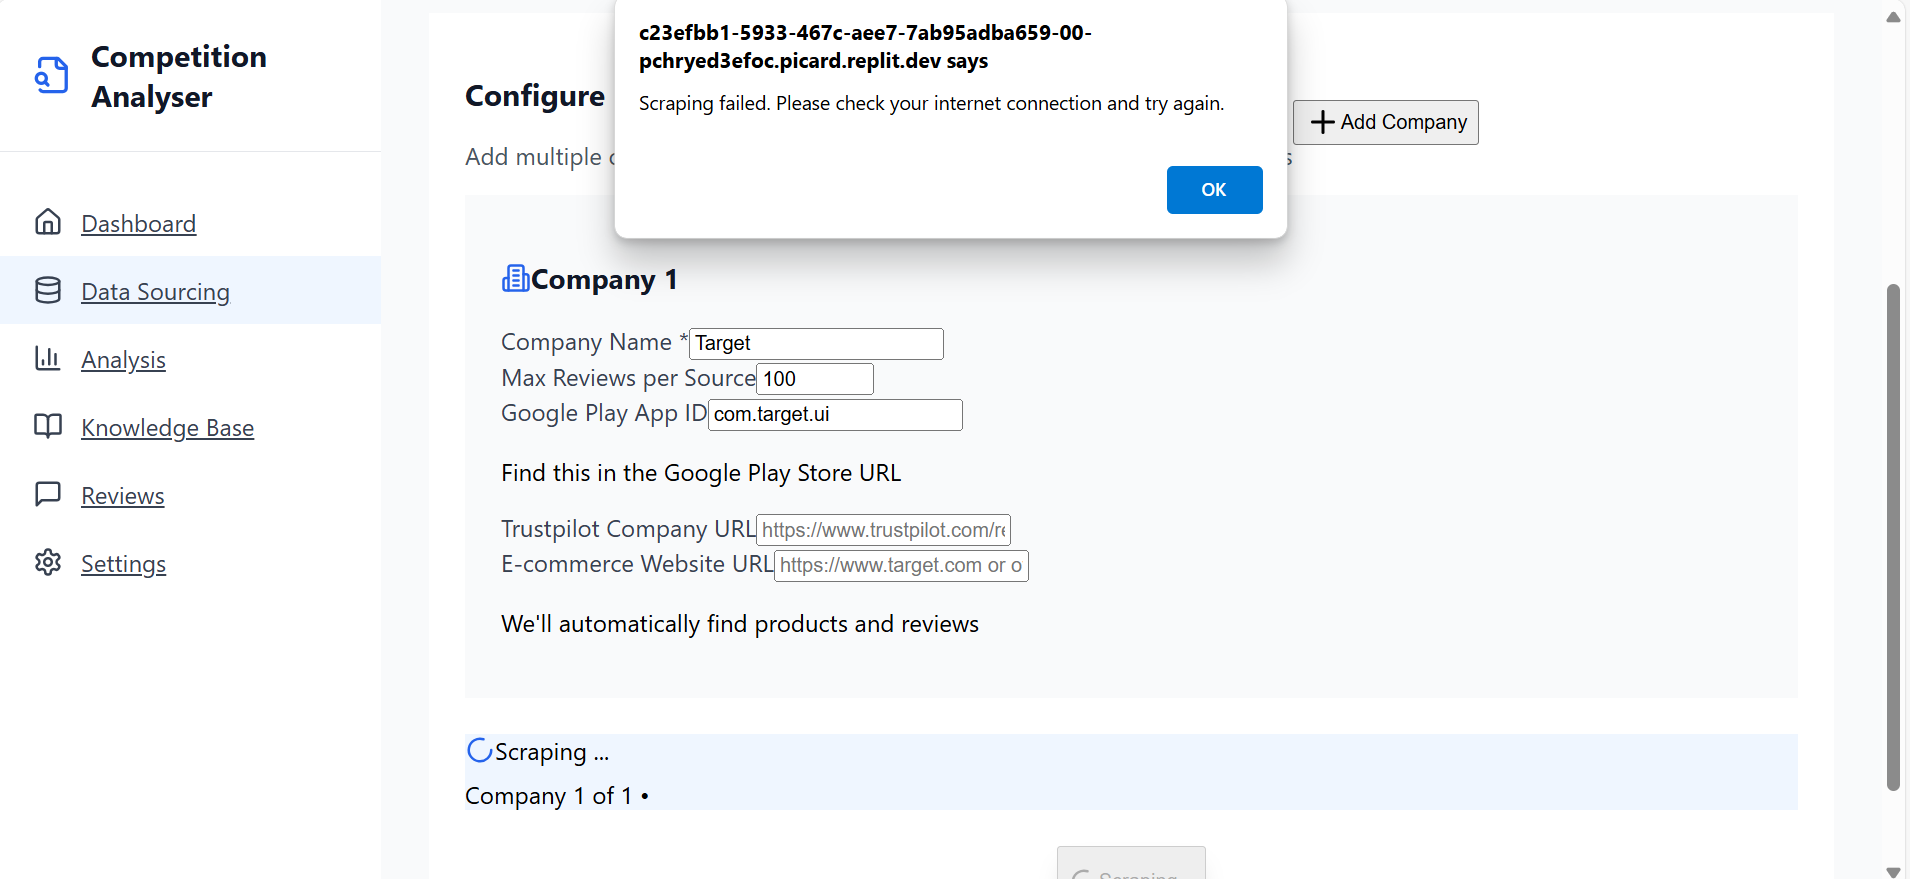 Competition
Analyser
Dashboard
Data Sourcing
Analysis
Knowledge Base
Reviews
Settings
c23efbb1-5933-467c-aee7-7ab95adba659-00-
pchryed3efoc.picard.replit.dev says
Scraping failed. Please check your internet connection and try again.
OK
Configure
Add Company
Add multiple
Company 1
Company Name * Target
Max Reviews per Source 100
Google Play App ID com.target.ui
Find this in the Google Play Store URL
Trustpilot Company URL https://www.trustpilot.com/re
E-commerce Website URL https://www.target.com or o
We'll automatically find products and reviews
Scraping ...
Company 1 of 1 •